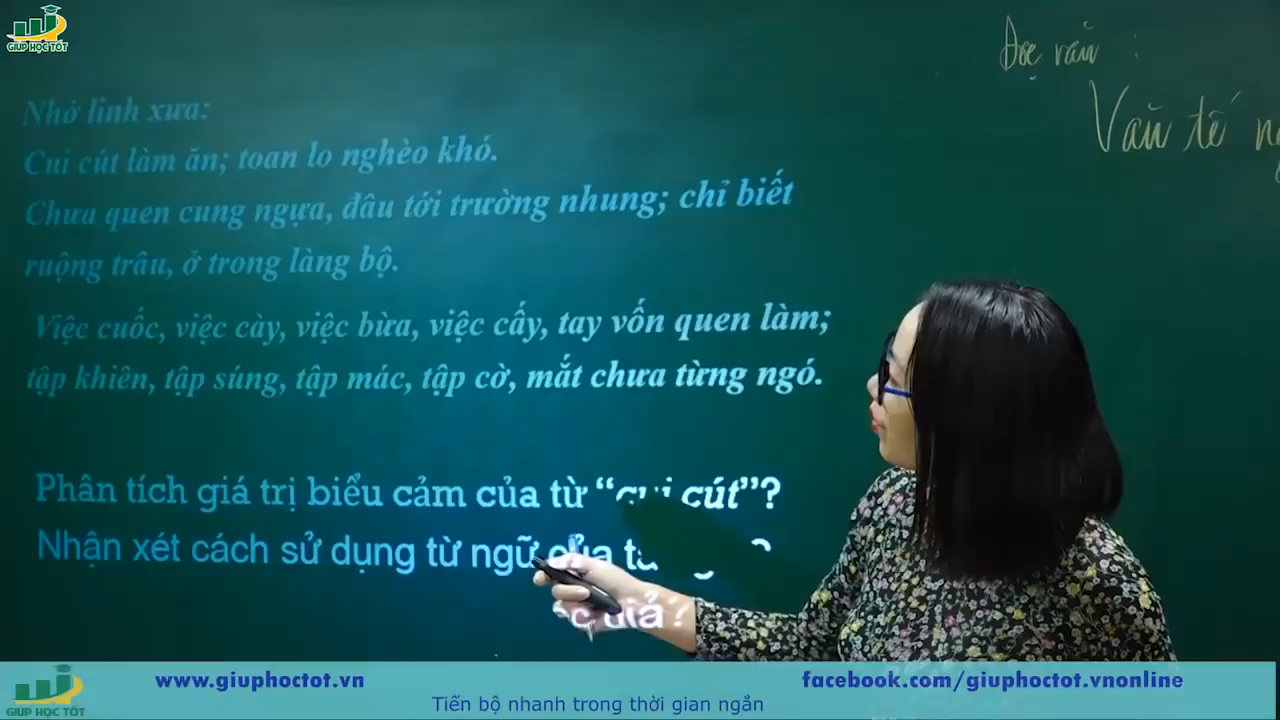 GIUP HỌC TỐT
Đọc văn :
Văn tế
Nhớ linh xưa:
Cui cút làm ăn; toan lo nghèo khó.
Chưa quen cung ngựa, đâu tới trường nhung; chỉ biết
ruộng trâu, ở trong làng bộ.
Việc cuốc, việc cày, việc bừa, việc cấy, tay vốn quen làm;
tập khiên, tập súng, tập mác, tập cờ, mắt chưa từng ngó.
Phân tích giá trị biểu cảm của từ “cui cút”?
Nhận xét cách sử dụng từ ngữ của
giả?
GIUP HỌC TỐT
www.giuphoctot.vn
facebook.com/giuphoctot.vnonline
Tiến bộ nhanh trong thời gian ngắn